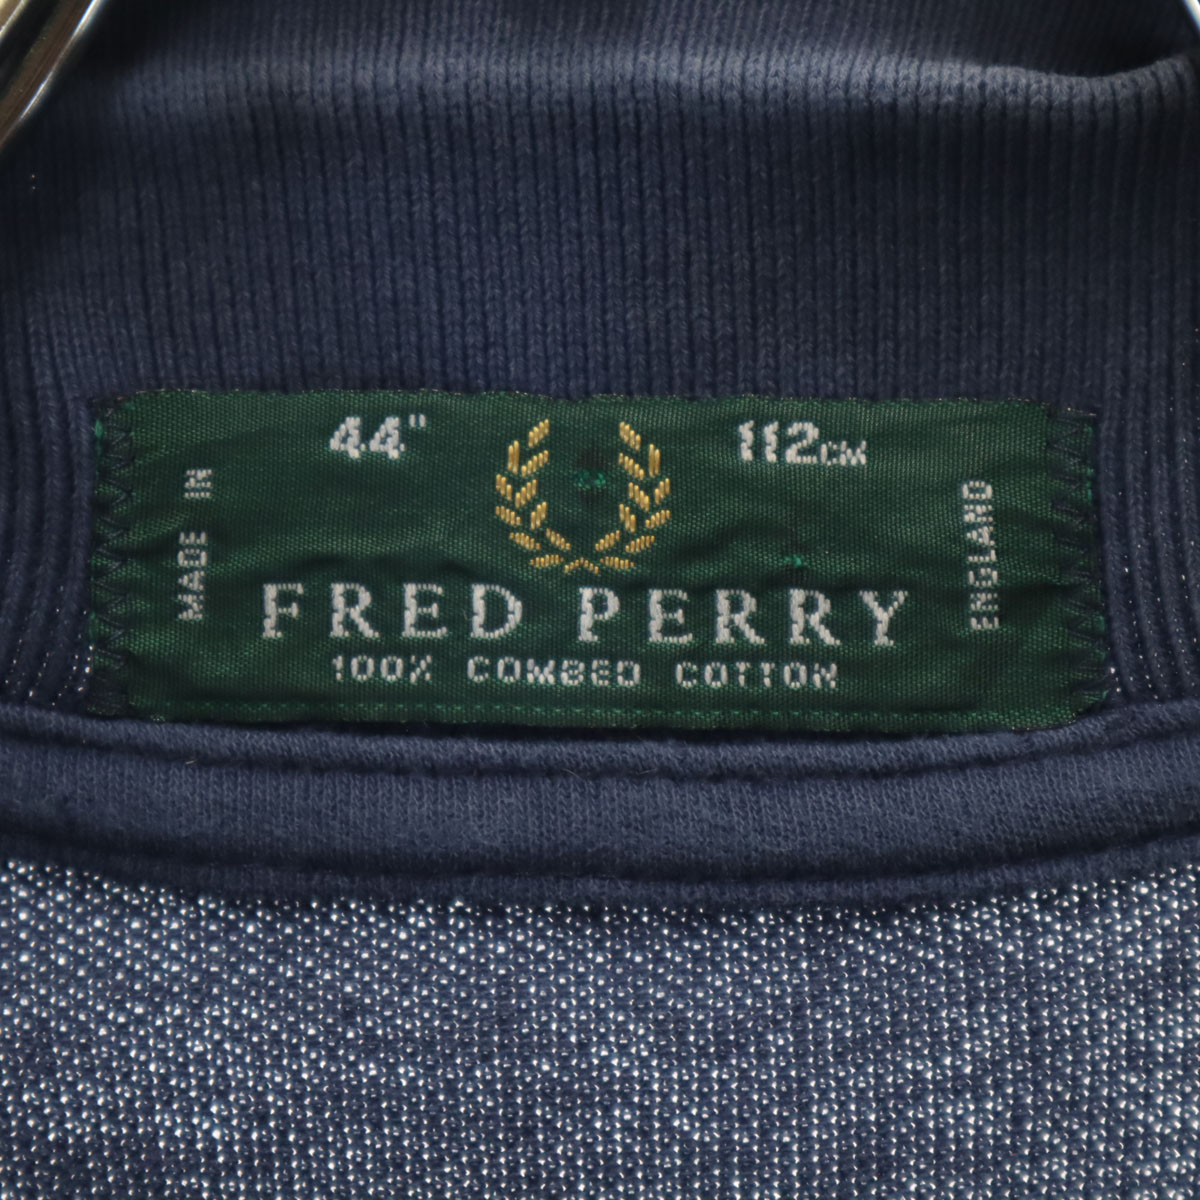 44" 112CM
MADE IN
ENGLAND
FRED PERRY
100% COMBED COTTON